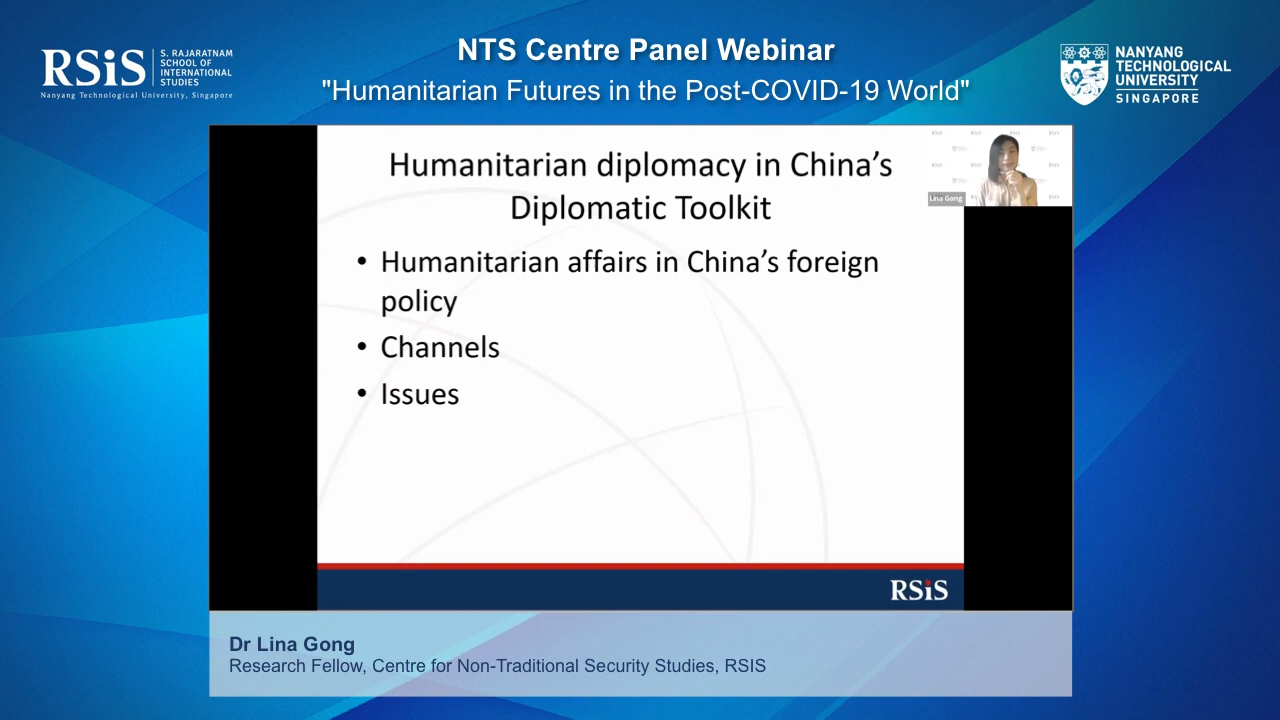 RSiS
S. RAJARATNAM
SCHOOL OF
INTERNATIONAL
STUDIES
Nanyang Technological University, Singapore
NTS Centre Panel Webinar
"Humanitarian Futures in the Post-COVID-19 World"
NANYANG
TECHNOLOGICAL
UNIVERSITY
SINGAPORE
Humanitarian diplomacy in China’s
Diplomatic Toolkit
• Humanitarian affairs in China’s foreign
policy
• Channels
• Issues
Lina Gong
RSiS
Dr Lina Gong
Research Fellow, Centre for Non-Traditional Security Studies, RSIS